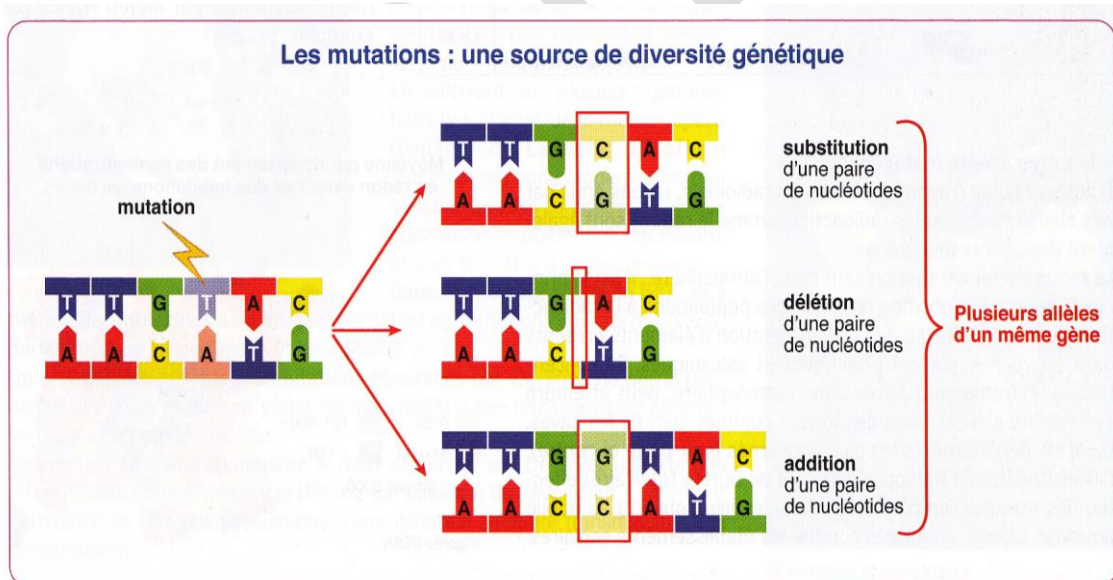 Les mutations : une source de diversité génétique
mutation
T T G T A C
A A C A T G
T T G C A C
A A C G T G
substitution
d'une paire
de nucléotides
T T G A C
A A C T G
délétion
d'une paire
de nucléotides
T T G G T A C
A A C C A T G
addition
d'une paire
de nucléotides
Plusieurs allèles
d'un même gène